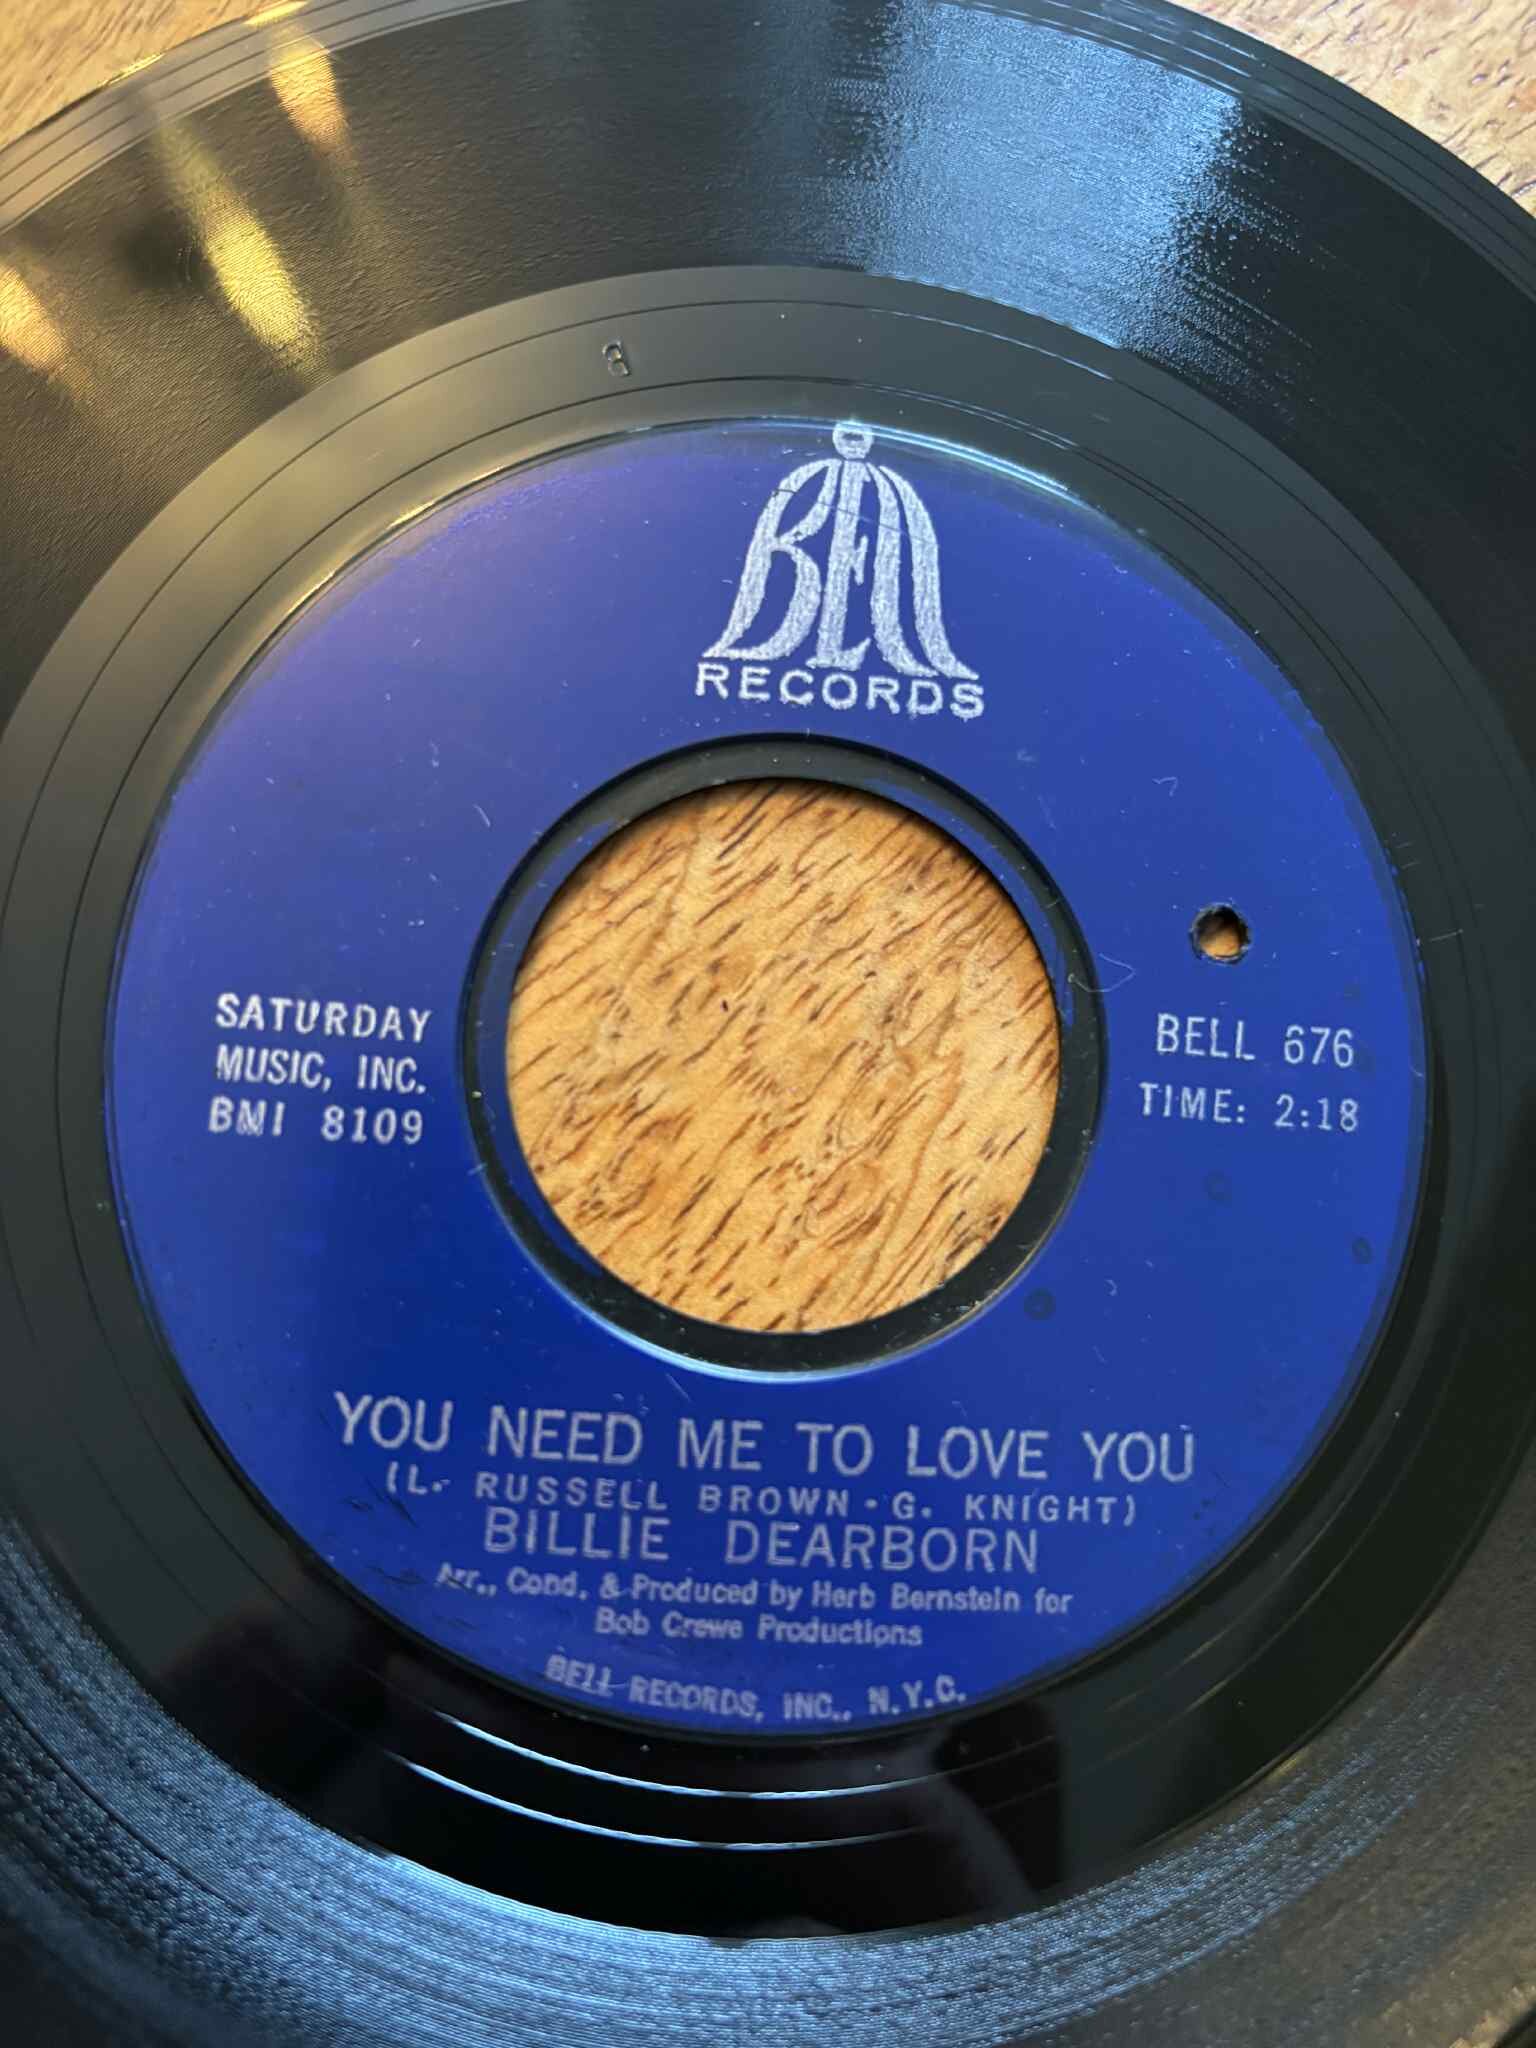 B
BELL
RECORDS
SATURDAY
MUSIC, INC.
BMI 8109
BELL 676
TIME: 2:18
YOU NEED ME TO LOVE YOU
(L. RUSSELL BROWN - G. KNIGHT)
BILLIE DEARBORN
Arr., Cond. & Produced by Herb Bernstein for
Bob Crewe Productions
BELL RECORDS, INC., N.Y.C.